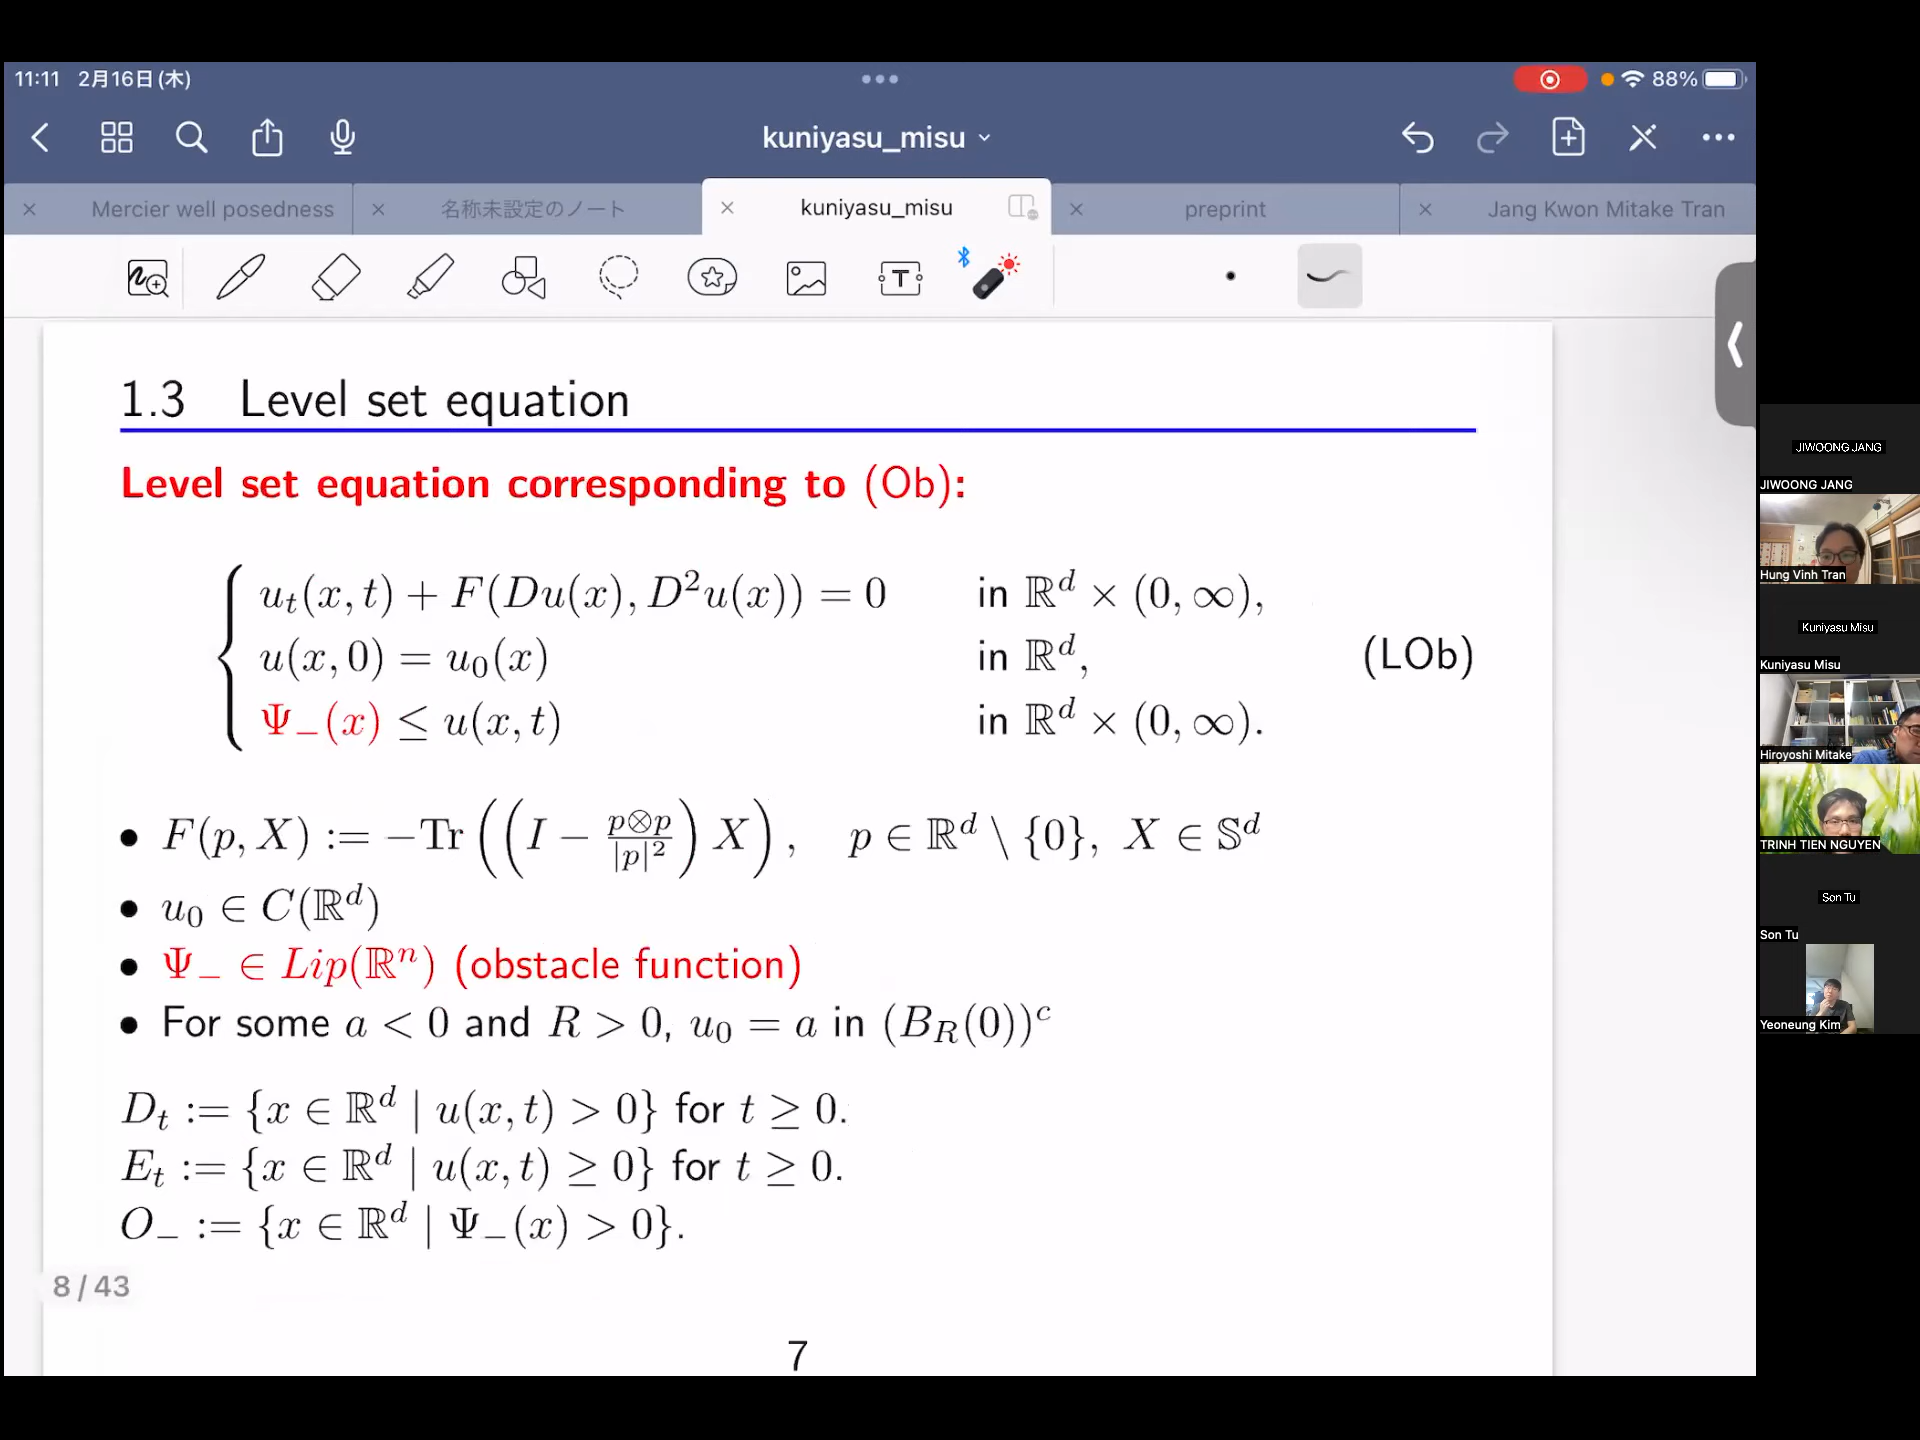 11:11 2月16日(木)
88%
kuniyasu_misu
Mercier well posedness
名称未設定のノート
kuniyasu_misu
preprint
Jang Kwon Mitake Tran
T
1.3 Level set equation
Level set equation corresponding to (Ob):
u_t(x, t) + F(Du(x), D²u(x)) = 0 in ℝ^d × (0, ∞),
u(x, 0) = u_0(x) in ℝ^d, (LOb)
Ψ_−(x) ≤ u(x, t) in ℝ^d × (0, ∞).
• F(p, X) := −Tr((I − p⊗p/|p|²) X), p ∈ ℝ^d \ {0}, X ∈ 𝕊^d
• u_0 ∈ C(ℝ^d)
• Ψ_− ∈ Lip(ℝ^n) (obstacle function)
• For some a < 0 and R > 0, u_0 = a in (B_R(0))^c
D_t := {x ∈ ℝ^d | u(x, t) > 0} for t ≥ 0.
E_t := {x ∈ ℝ^d | u(x, t) ≥ 0} for t ≥ 0.
O_− := {x ∈ ℝ^d | Ψ_−(x) > 0}.
8 / 43
7
JIWOONG JANG
JIWOONG JANG
Hung Vinh Tran
Kuniyasu Misu
Kuniyasu Misu
Hiroyoshi Mitake
TRINH TIEN NGUYEN
Son Tu
Son Tu
Yeoneung Kim